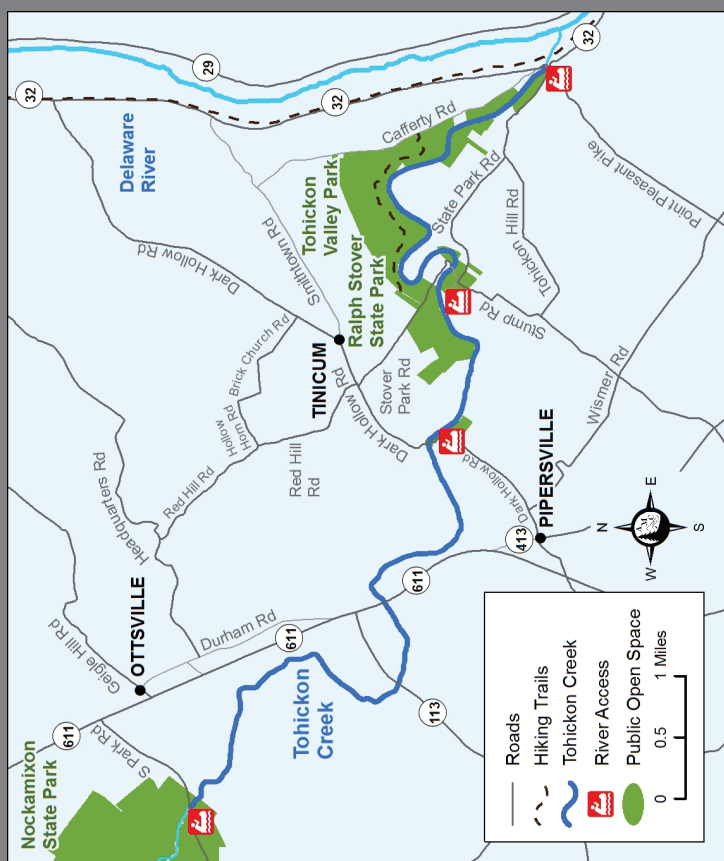 32
29
32
32
Delaware
River
Dark Hollow Rd
Smithtown Rd
Cafferty Rd
Tohickon
Valley Park
Ralph Stover
State Park
State Park Rd
Tohickon
Hill Rd
Point Pleasant Pike
Stump Rd
Wismer Rd
Stover
Park Rd
TINICUM
Dark Hollow Rd
Dark Hollow Rd
PIPERSVILLE
413
Brick Church Rd
Hollow
Horn Rd
Red Hill Rd
Red Hill
Rd
Headquarters Rd
Geigle Hill Rd
OTTSVILLE
Durham Rd
611
611
611
113
S Park Rd
Tohickon
Creek
Nockamixon
State Park
N
E
S
W
Roads
Hiking Trails
Tohickon Creek
River Access
Public Open Space
0 0.5 1 Miles